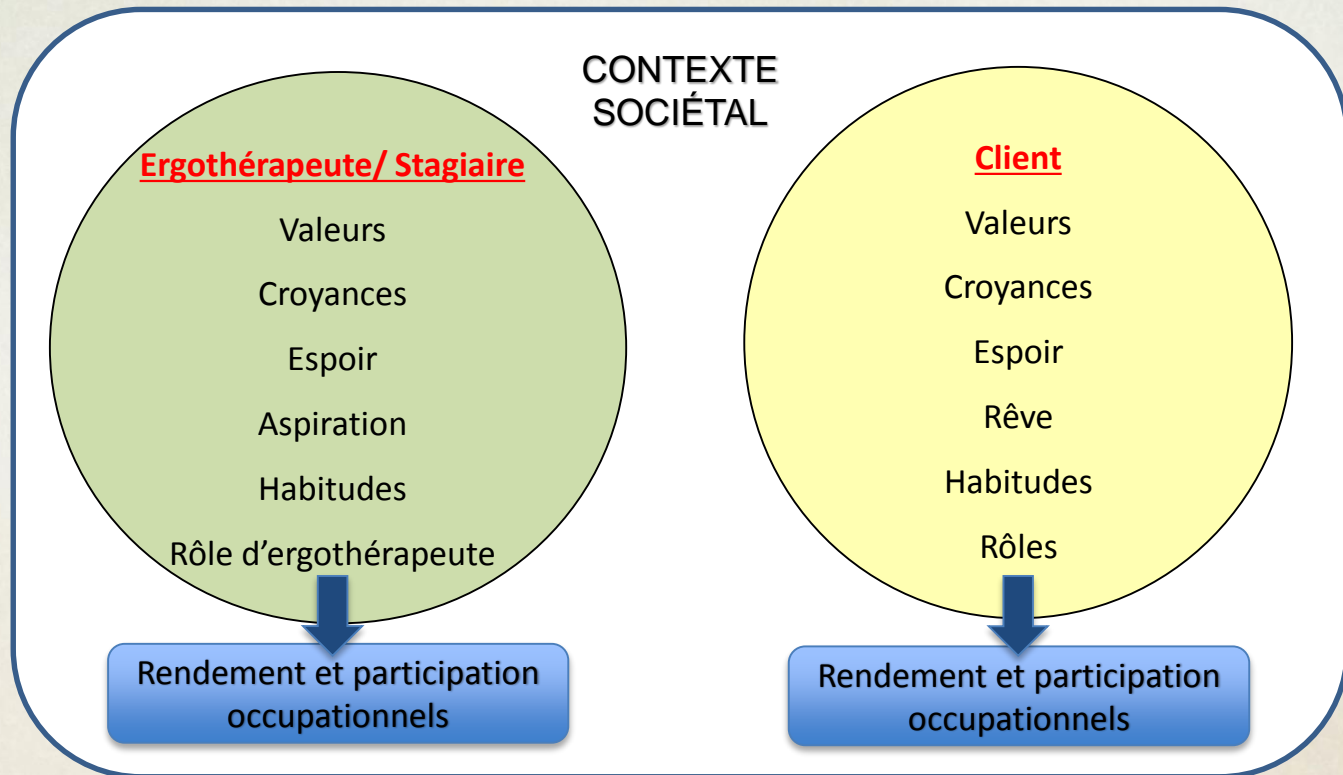 CONTEXTE
SOCIÉTAL
Ergothérapeute/ Stagiaire
Valeurs
Croyances
Espoir
Aspiration
Habitudes
Rôle d’ergothérapeute
Rendement et participation
occupationnels
Client
Valeurs
Croyances
Espoir
Rêve
Habitudes
Rôles
Rendement et participation
occupationnels